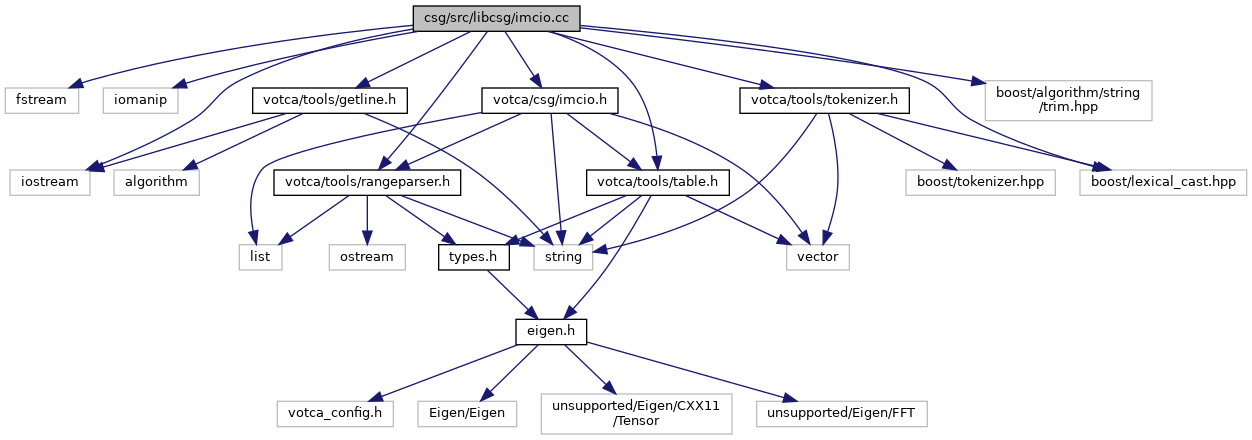 csg/src/libcsg/imcio.cc
fstream
iomanip
votca/tools/getline.h
votca/csg/imcio.h
votca/tools/tokenizer.h
boost/algorithm/string
/trim.hpp
iostream
algorithm
votca/tools/rangeparser.h
votca/tools/table.h
boost/tokenizer.hpp
boost/lexical_cast.hpp
list
ostream
types.h
string
vector
eigen.h
votca_config.h
Eigen/Eigen
unsupported/Eigen/CXX11
/Tensor
unsupported/Eigen/FFT